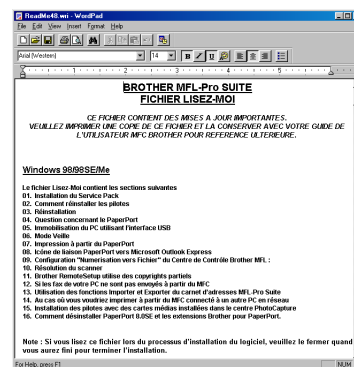 ReadMe48.wri - WordPad
File Edit View Insert Format Help
Arial (Western) 14 B I U
1 2 3 4 5
BROTHER MFL-Pro SUITE
FICHIER LISEZ-MOI
CE FICHIER CONTIENT DES MISES A JOUR IMPORTANTES.
VEUILLEZ IMPRIMER UNE COPIE DE CE FICHIER ET LA CONSERVER AVEC VOTRE GUIDE DE
L'UTILISATEUR MFC BROTHER POUR REFERENCE ULTERIEURE.
Windows 98/98SE/Me
Le fichier Lisez-Moi contient les sections suivantes
01. Installation du Service Pack
02. Comment réinstaller les pilotes
03. Réinstallation
04. Question concernant le PaperPort
05. Immobilisation du PC utilisant l'interface USB
06. Mode Veille
07. Impression à partir du PaperPort
08. Icône de liaison PaperPort vers Microsoft Outlook Express
09. Configuration "Numérisation vers Fichier" du Centre de Contrôle Brother MFL :
10. Résolution du scanner
11. Brother RemoteSetup utilise des copyrights partiels
12. Si les fax de votre PC ne sont pas envoyés à partir du MFC
13. Utilisation des fonctions Importer et Exporter du carnet d'adresses MFL-Pro Suite
14. Au cas où vous voudriez imprimer à partir du MFC connecté à un autre PC en réseau
15. Installation des pilotes avec des cartes médias installées dans le centre PhotoCapture
16. Comment désinstaller PaperPort 8.0SE et les extensions Brother pour PaperPort.
Note : Si vous lisez ce fichier lors du processus d'installation du logiciel, veuillez le fermer quand
vous aurez fini pour terminer l'installation.
For Help, press F1 NUM